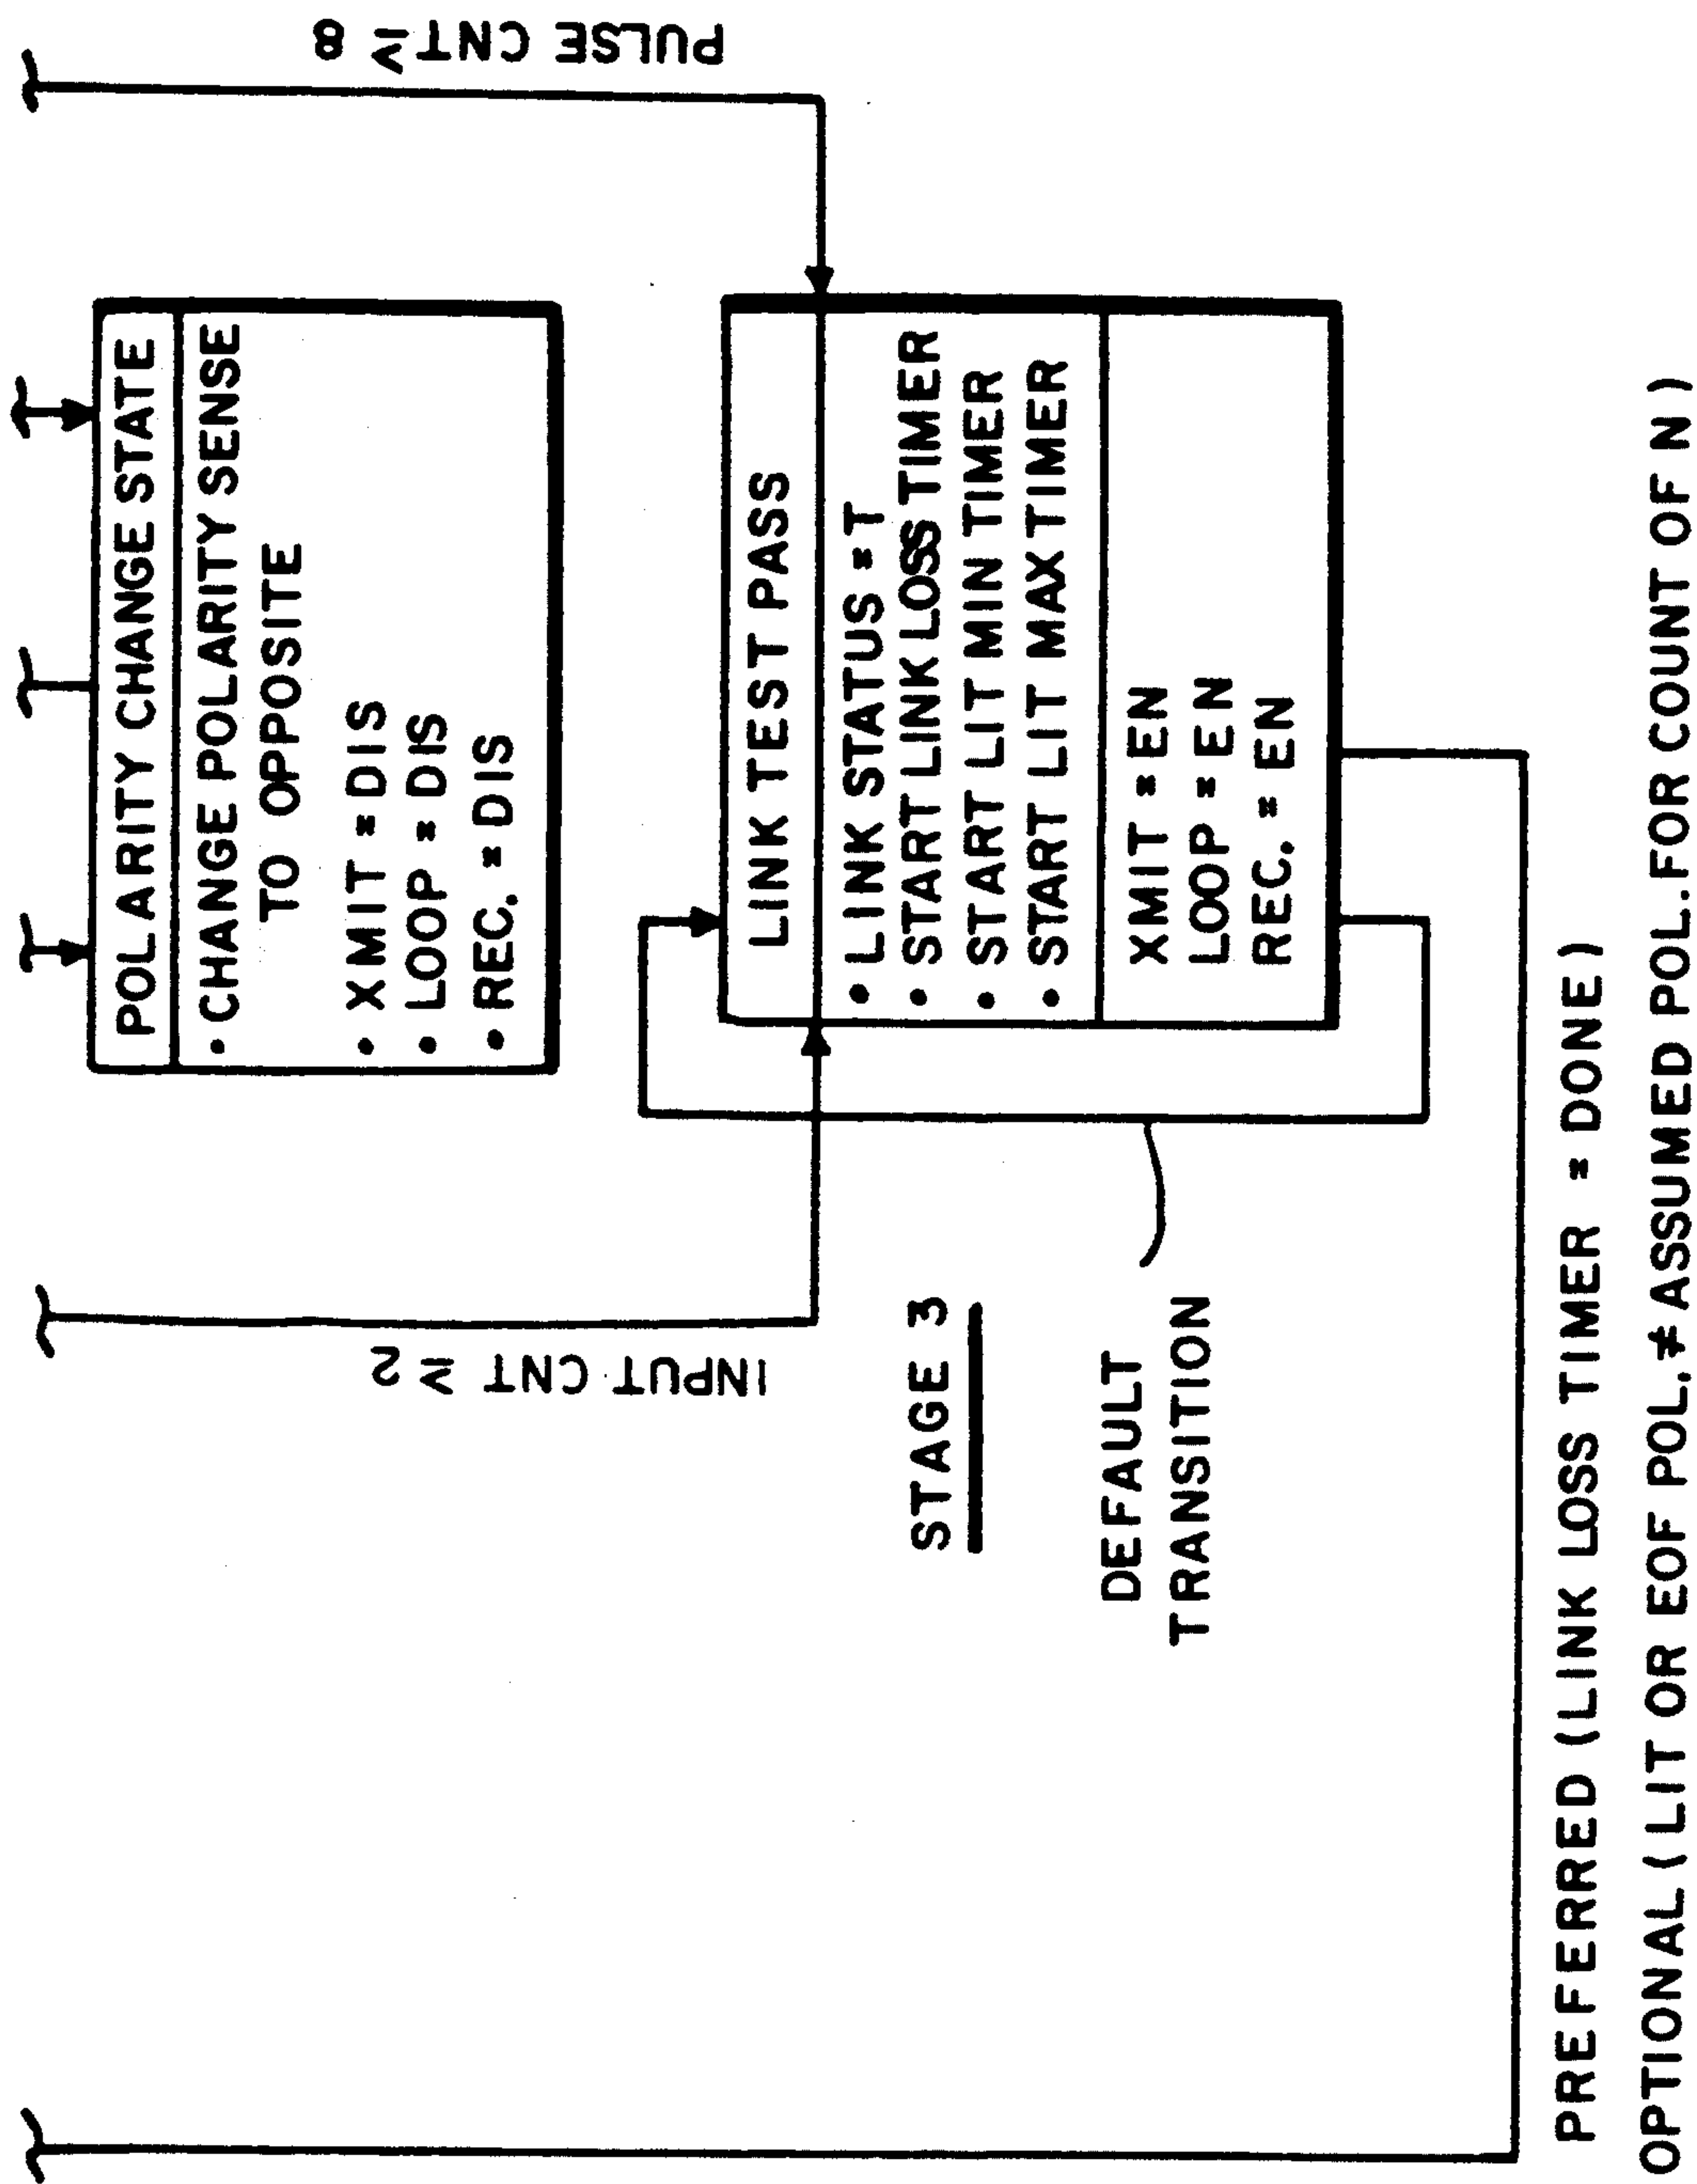 PULSE CNT ≥ 8
POLARITY CHANGE STATE
• CHANGE POLARITY SENSE
TO OPPOSITE
• XMIT = DIS
• LOOP = DIS
• REC. = DIS
INPUT CNT ≥ 2
LINK TEST PASS
• LINK STATUS = T
• START LINK LOSS TIMER
• START LIT MIN TIMER
• START LIT MAX TIMER
XMIT = EN
LOOP = EN
REC. = EN
STAGE 3
DEFAULT
TRANSITION
PREFERRED (LINK LOSS TIMER = DONE)
OPTIONAL (LIT OR EOF POL. ≠ ASSUMED POL. FOR COUNT OF N)